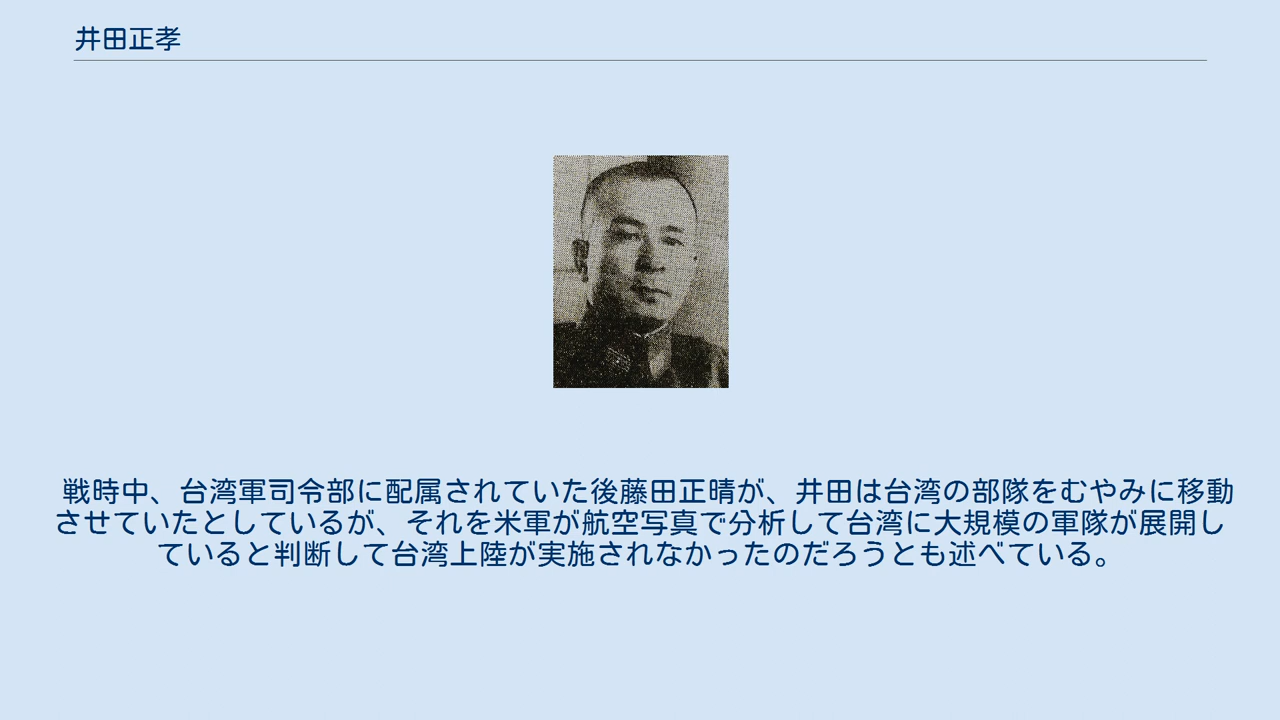 井田正孝
戦時中、台湾軍司令部に配属されていた後藤田正晴が、井田は台湾の部隊をむやみに移動
させていたとしているが、それを米軍が航空写真で分析して台湾に大規模の軍隊が展開し
ていると判断して台湾上陸が実施されなかったのだろうとも述べている。